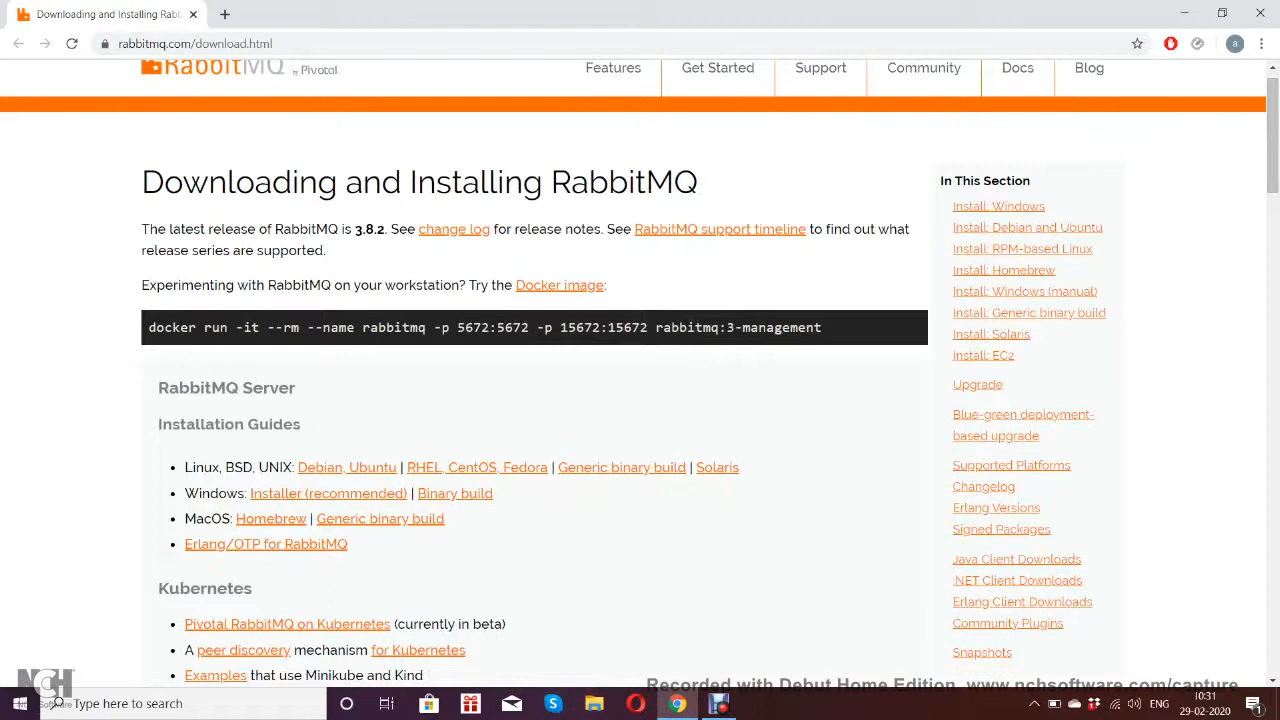 Downloading and Installing Rab
rabbitmq.com/download.html
a
RabbitMQ by Pivotal
Features
Get Started
Support
Community
Docs
Blog
Downloading and Installing RabbitMQ
The latest release of RabbitMQ is 3.8.2. See change log for release notes. See RabbitMQ support timeline to find out what
release series are supported.
Experimenting with RabbitMQ on your workstation? Try the Docker image:
docker run -it --rm --name rabbitmq -p 5672:5672 -p 15672:15672 rabbitmq:3-management
RabbitMQ Server
Installation Guides
• Linux, BSD, UNIX: Debian, Ubuntu | RHEL, CentOS, Fedora | Generic binary build | Solaris
• Windows: Installer (recommended) | Binary build
• MacOS: Homebrew | Generic binary build
• Erlang/OTP for RabbitMQ
Kubernetes
• Pivotal RabbitMQ on Kubernetes (currently in beta)
• A peer discovery mechanism for Kubernetes
• Examples that use Minikube and Kind
In This Section
Install: Windows
Install: Debian and Ubuntu
Install: RPM-based Linux
Install: Homebrew
Install: Windows (manual)
Install: Generic binary build
Install: Solaris
Install: EC2
Upgrade
Blue-green deployment-
based upgrade
Supported Platforms
Changelog
Erlang Versions
Signed Packages
Java Client Downloads
.NET Client Downloads
Erlang Client Downloads
Community Plugins
Snapshots
NCH
Software
Recorded with Debut Home Edition. www.nchsoftware.com/capture
Type here to search
ENG
10:31
29-02-2020
1